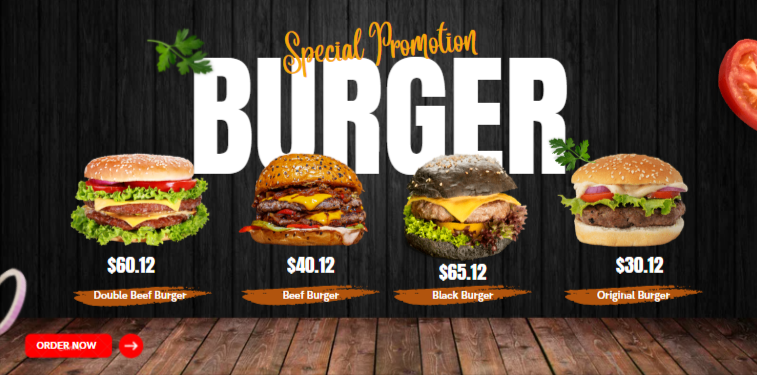 Special Promotion
BURGER
$60.12
$40.12
$65.12
$30.12
Double Beef Burger
Beef Burger
Black Burger
Original Burger
ORDER NOW